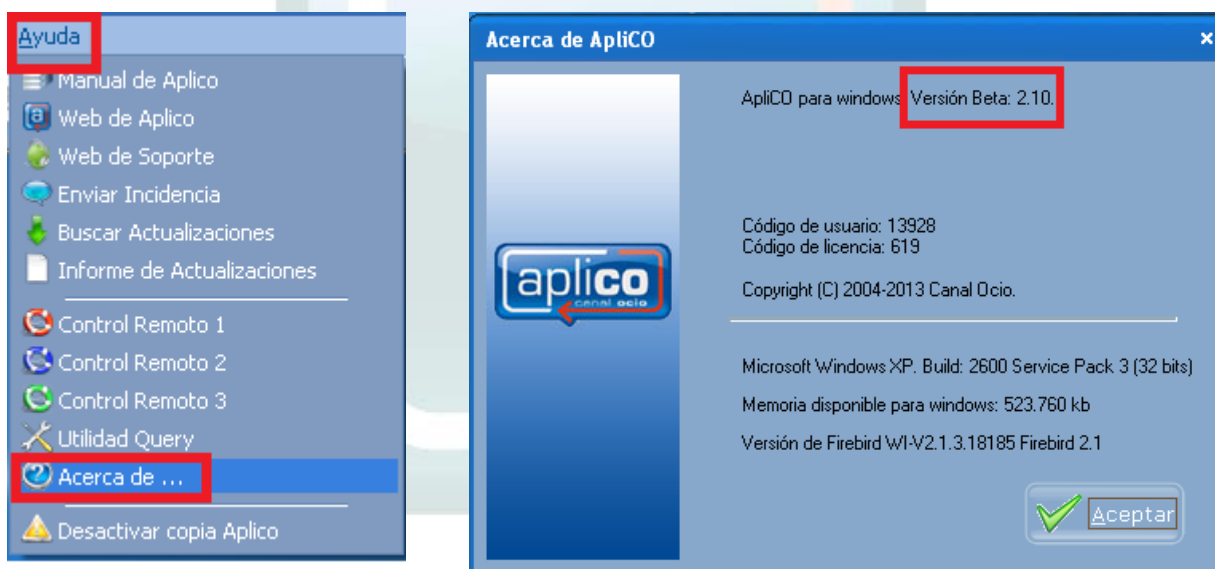 Ayuda
Manual de Aplico
Web de Aplico
Web de Soporte
Enviar Incidencia
Buscar Actualizaciones
Informe de Actualizaciones
Control Remoto 1
Control Remoto 2
Control Remoto 3
Utilidad Query
Acerca de ...
Desactivar copia Aplico
Acerca de ApliCO
ApliCO para windows Versión Beta: 2.10.
Código de usuario: 13928
Código de licencia: 619
Copyright (C) 2004-2013 Canal Ocio.
aplico
canal ocio
Microsoft Windows XP. Build: 2600 Service Pack 3 (32 bits)
Memoria disponible para windows: 523.760 kb
Versión de Firebird WI-V2.1.3.18185 Firebird 2.1
Aceptar